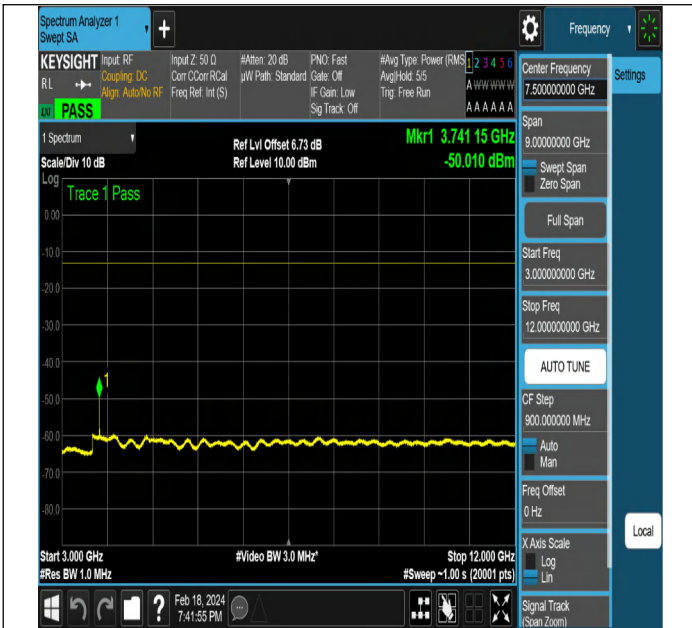 Spectrum Analyzer 1
Swept SA
Frequency
KEYSIGHT
R L
LXI
PASS
Input: RF
Coupling: DC
Align: Auto/No RF
Input Z: 50 Ω
Corr CCorr RCal
Freq Ref: Int (S)
#Atten: 20 dB
µW Path: Standard
PNO: Fast
Gate: Off
IF Gain: Low
Sig Track: Off
#Avg Type: Power (RMS
Avg|Hold: 5/5
Trig: Free Run
1 2 3 4 5 6
A W W W W W
A A A A A A
1 Spectrum
Scale/Div 10 dB
Log
Ref Lvl Offset 6.73 dB
Ref Level 10.00 dBm
Mkr1 3.741 15 GHz
-50.010 dBm
Trace 1 Pass
0.00
-10.0
-20.0
-30.0
-40.0
-50.0
-60.0
-70.0
-80.0
1
Start 3.000 GHz
#Res BW 1.0 MHz
#Video BW 3.0 MHz*
Stop 12.000 GHz
#Sweep ~1.00 s (20001 pts)
Feb 18, 2024
7:41:55 PM
Center Frequency
7.500000000 GHz
Settings
Span
9.00000000 GHz
Swept Span
Zero Span
Full Span
Start Freq
3.000000000 GHz
Stop Freq
12.000000000 GHz
AUTO TUNE
CF Step
900.000000 MHz
Auto
Man
Freq Offset
0 Hz
X Axis Scale
Log
Lin
Local
Signal Track
(Span Zoom)